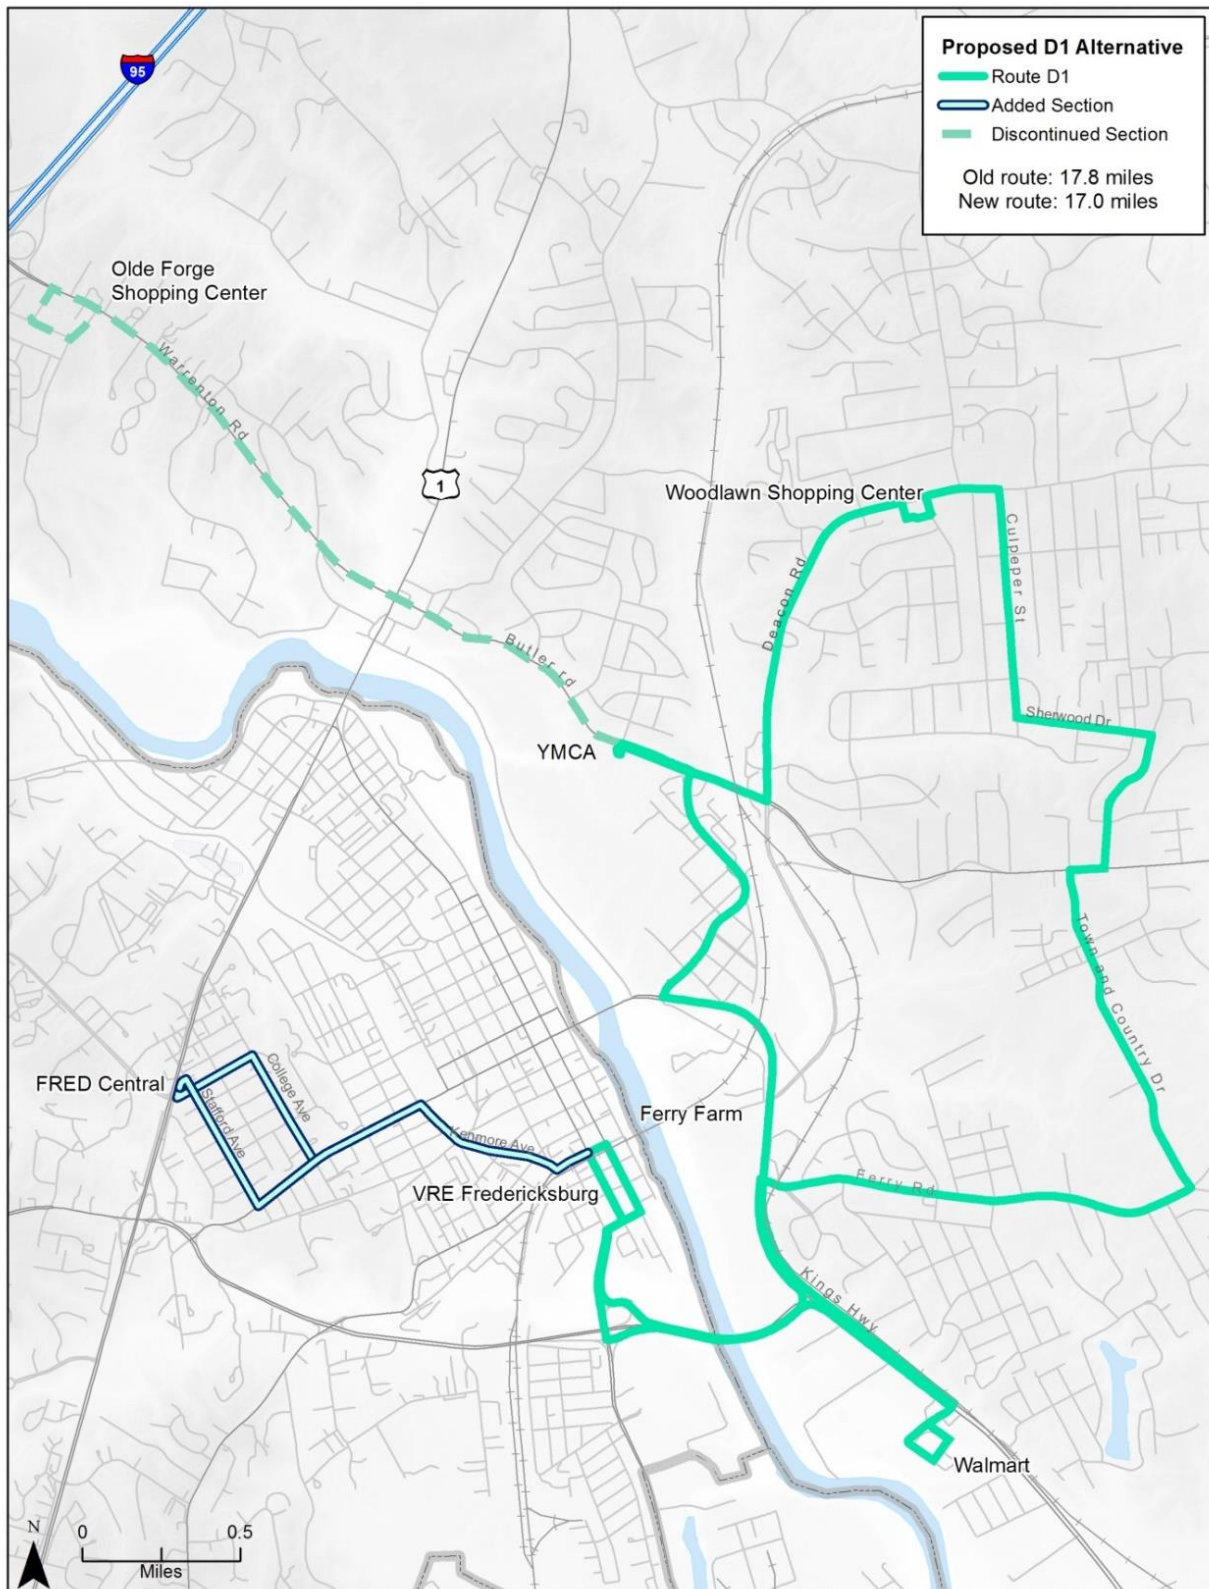 Proposed D1 Alternative
Route D1
Added Section
Discontinued Section
Old route: 17.8 miles
New route: 17.0 miles
95
Olde Forge
Shopping Center
Warrenton Rd
1
Woodlawn Shopping Center
Culpeper St
Deacon Rd
Butler rd
Sherwood Dr
YMCA
Town and Country Dr
College Ave
FRED Central
Stafford Ave
Ferry Farm
Kenmore Ave
VRE Fredericksburg
Ferry Rd
Kings Hwy
Walmart
N
0 0.5
Miles